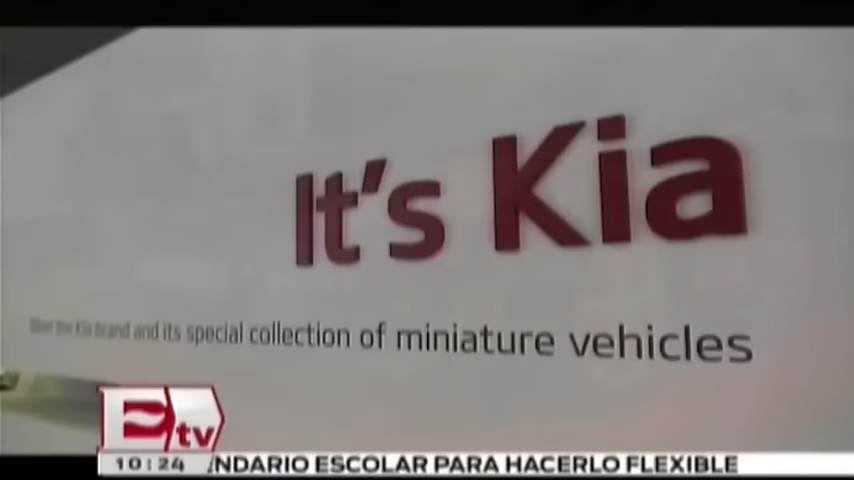 It's Kia
the Kia brand and its special collection of miniature vehicles
tv
10:24 NDARIO ESCOLAR PARA HACERLO FLEXIBLE